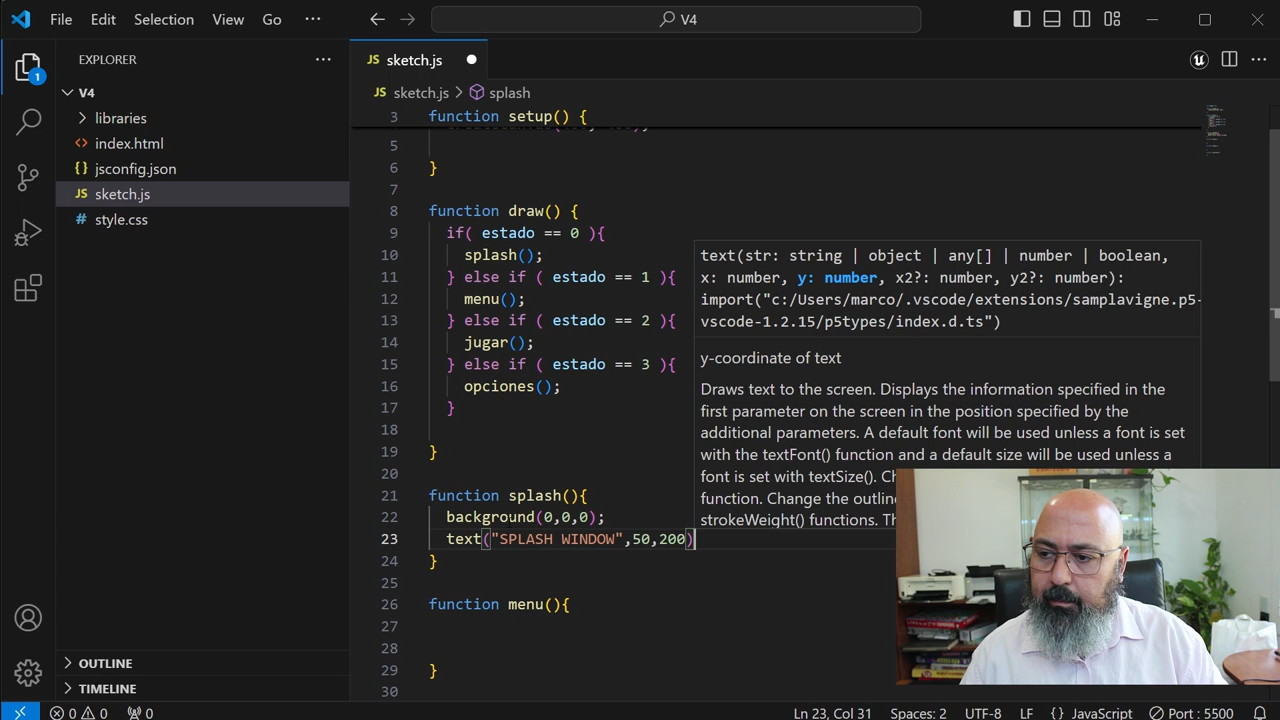 File Edit Selection View Go ··· V4
EXPLORER ···
V4
libraries
index.html
jsconfig.json
sketch.js
style.css
OUTLINE
TIMELINE
1
JS sketch.js
JS sketch.js > splash
3 function setup() {
5
6 }
7
8 function draw() {
9 if( estado == 0 ){
10 splash();
11 } else if ( estado == 1 ){
12 menu();
13 } else if ( estado == 2 ){
14 jugar();
15 } else if ( estado == 3 ){
16 opciones();
17 }
18
19 }
20
21 function splash(){
22 background(0,0,0);
23 text("SPLASH WINDOW",50,200)
24 }
25
26 function menu(){
27
28
29 }
30
text(str: string | object | any[] | number | boolean,
x: number, y: number, x2?: number, y2?: number):
import("c:/Users/marco/.vscode/extensions/samplavigne.p5-
vscode-1.2.15/p5types/index.d.ts")
y-coordinate of text
Draws text to the screen. Displays the information specified in the
first parameter on the screen in the position specified by the
additional parameters. A default font will be used unless a font is set
with the textFont() function and a default size will be used unless a
font is set with textSize().
function. Change the outlin
strokeWeight() functions.
0 0 0 Ln 23, Col 31 Spaces: 2 UTF-8 LF {} JavaScript Port : 5500